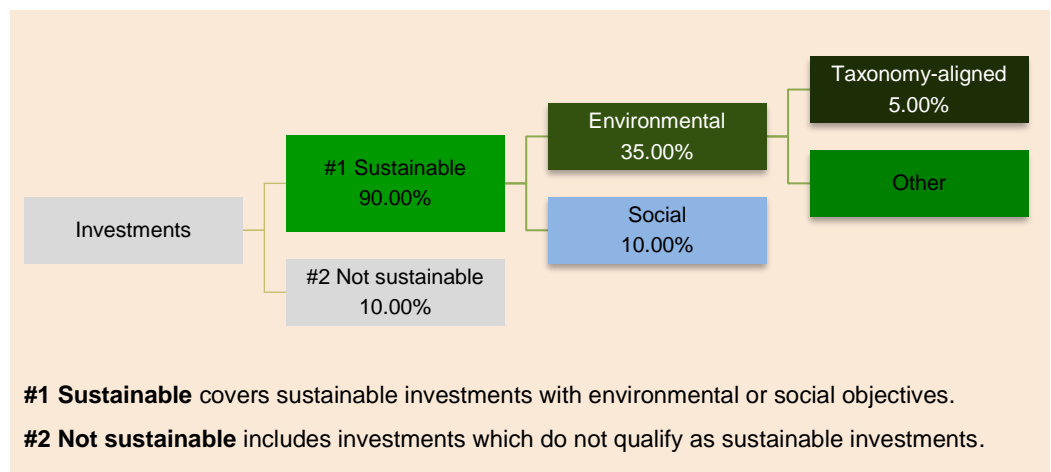 Investments
#1 Sustainable
90.00%
#2 Not sustainable
10.00%
Environmental
35.00%
Social
10.00%
Taxonomy-aligned
5.00%
Other
#1 Sustainable covers sustainable investments with environmental or social objectives.
#2 Not sustainable includes investments which do not qualify as sustainable investments.